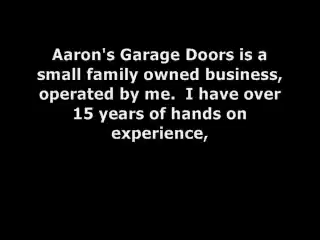 Aaron's Garage Doors is a
small family owned business,
operated by me.  I have over
15 years of hands on
experience,